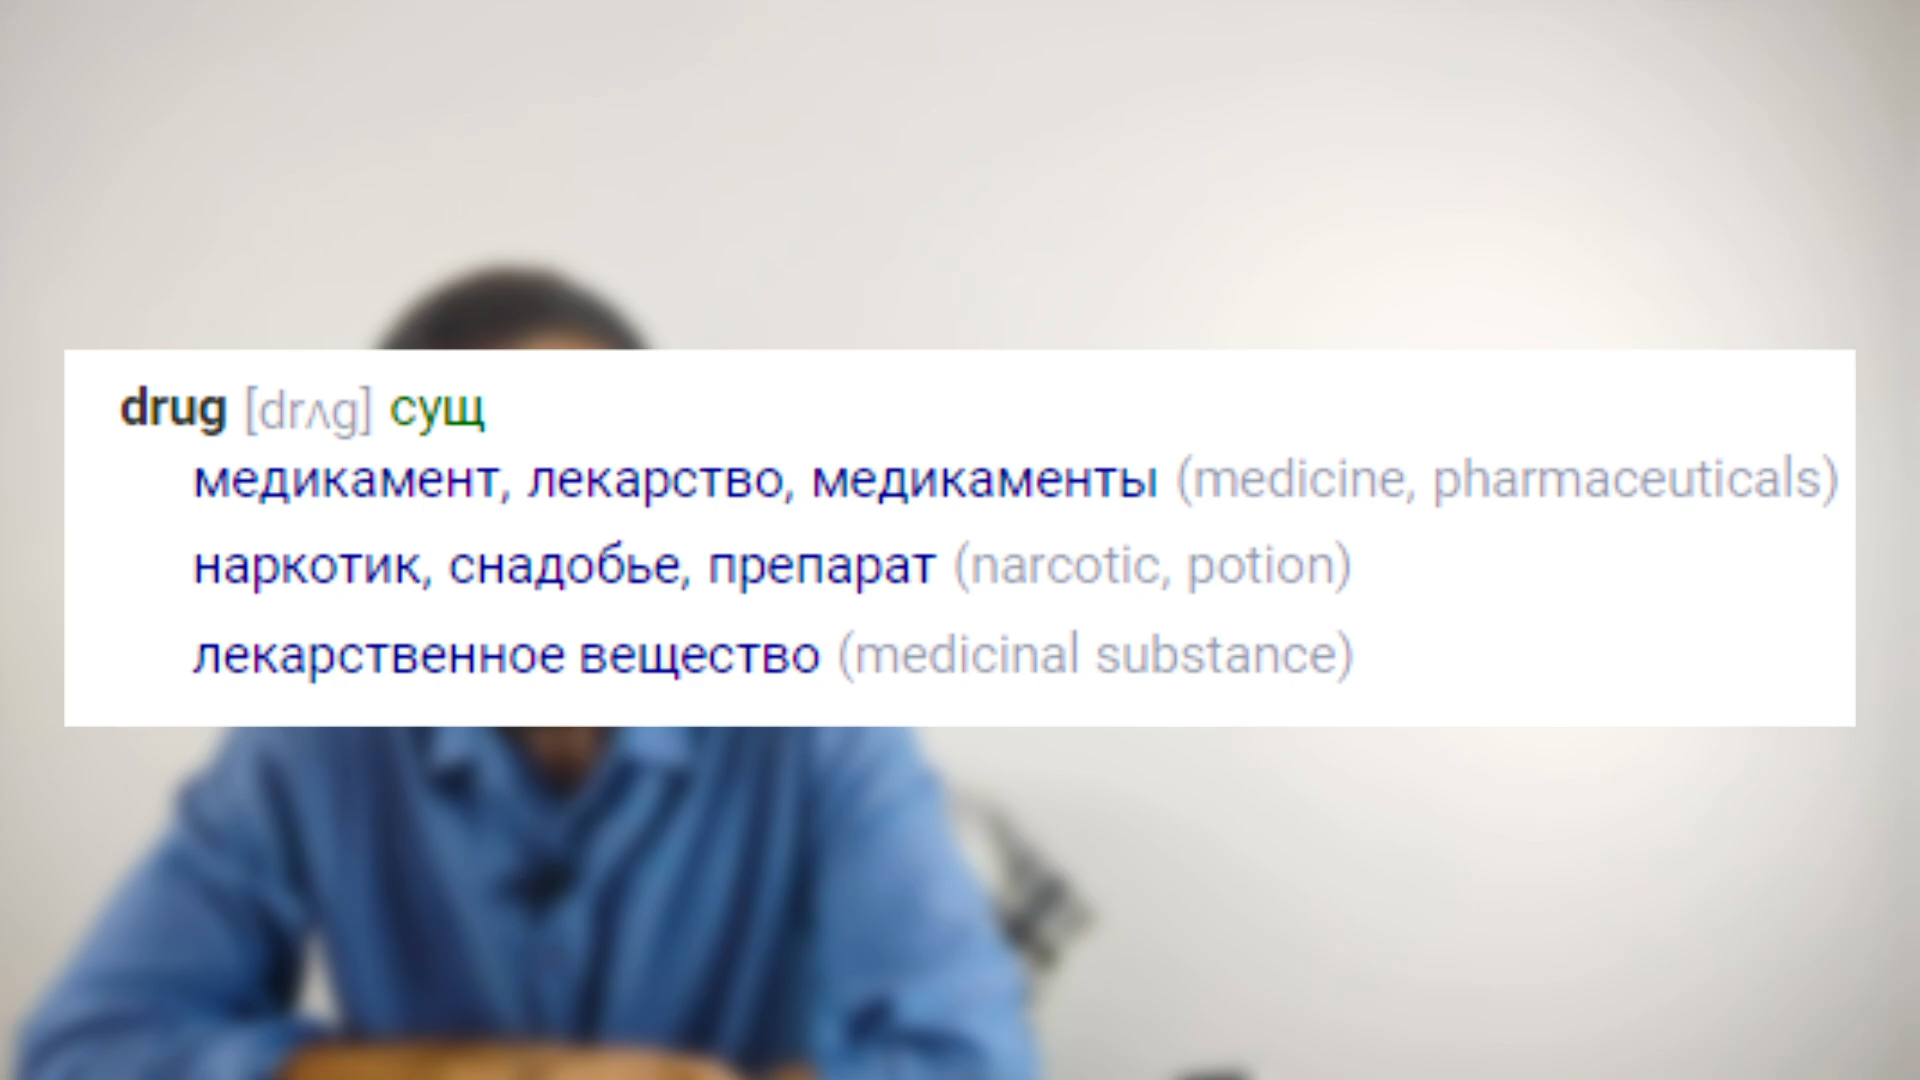 drug [drʌg] сущ
медикамент, лекарство, медикаменты (medicine, pharmaceuticals)
наркотик, снадобье, препарат (narcotic, potion)
лекарственное вещество (medicinal substance)